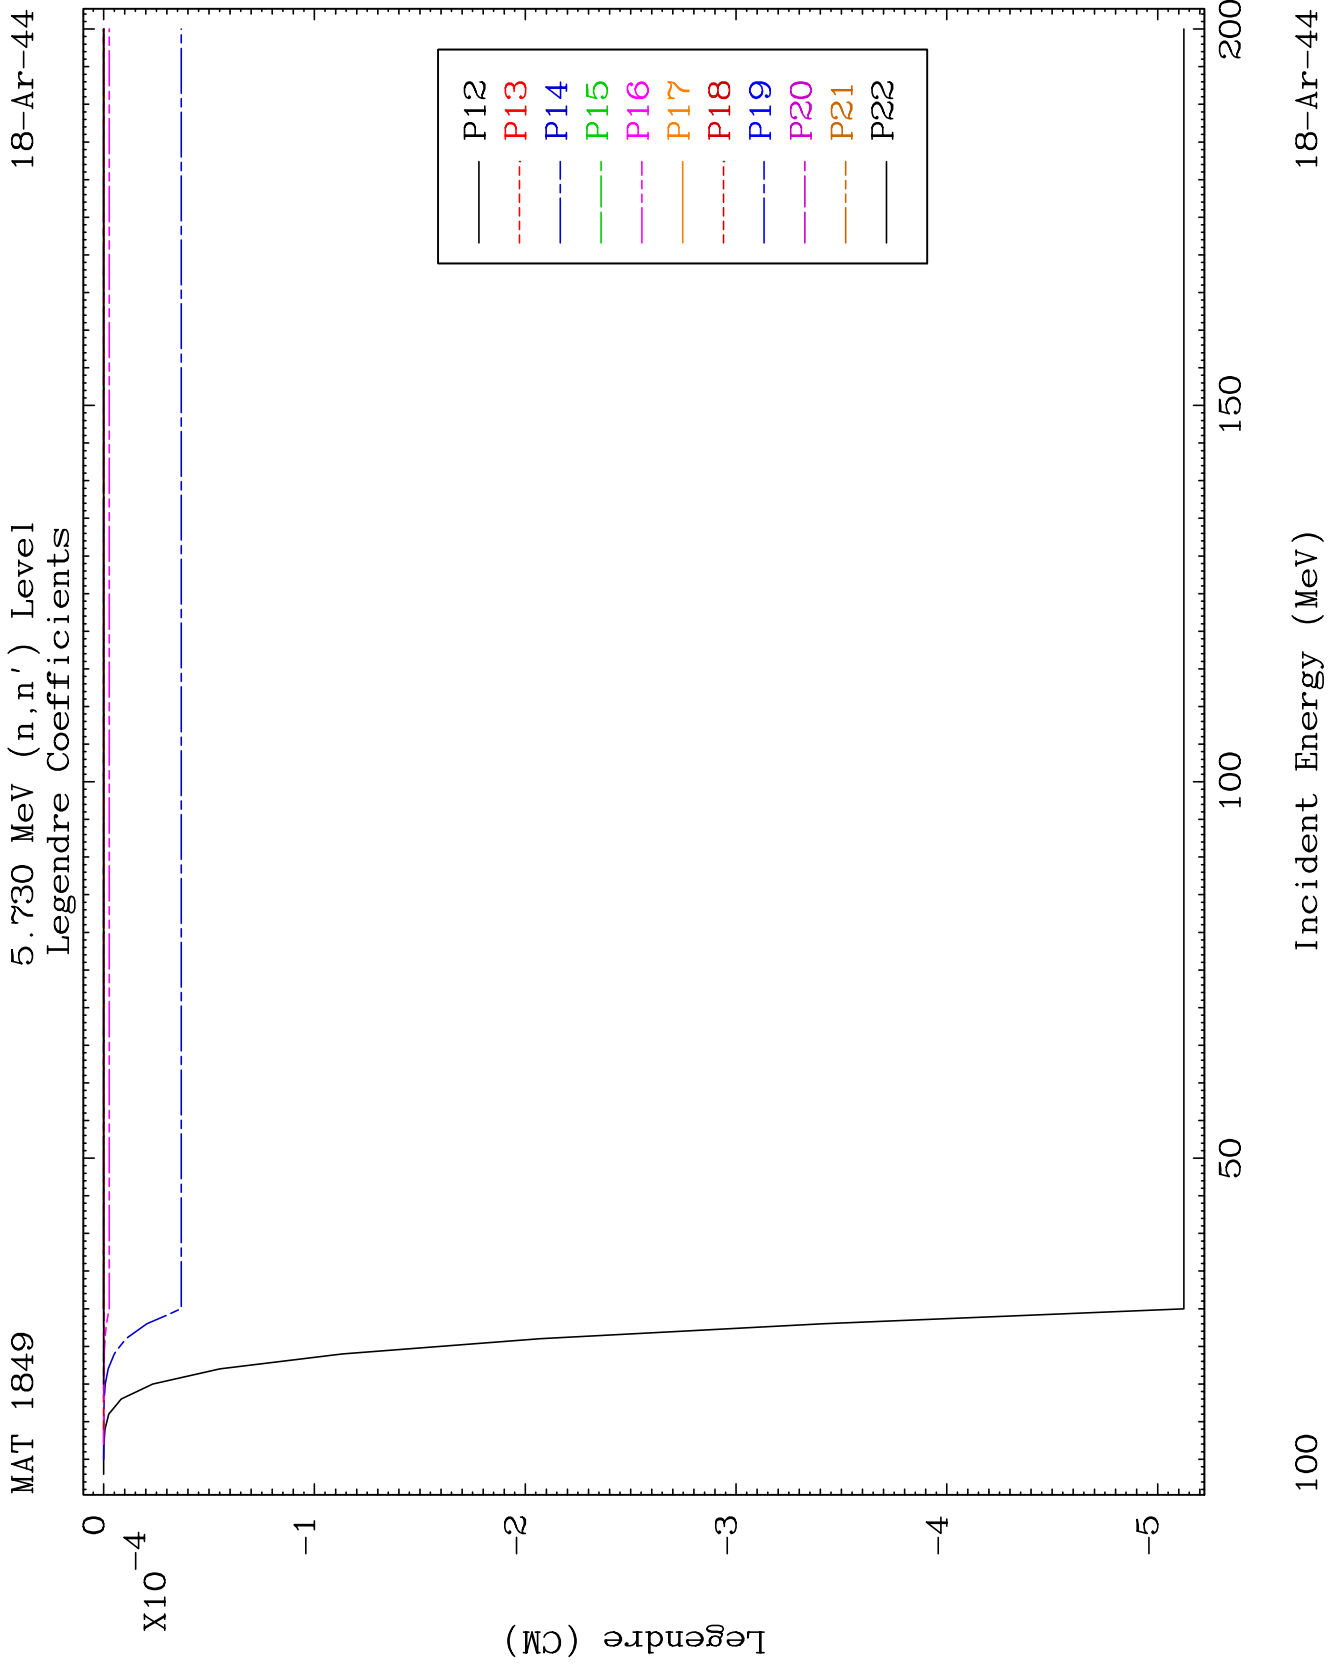 MAT 1849 5.730 MeV (n,n') Level 18-Ar-44
Legendre Coefficients
P12
P13
P14
P15
P16
P17
P18
P19
P20
P21
P22
Legendre (CM)
X10-4
0
-1
-2
-3
-4
-5
50 100 150 200
100 Incident Energy (MeV) 18-Ar-44